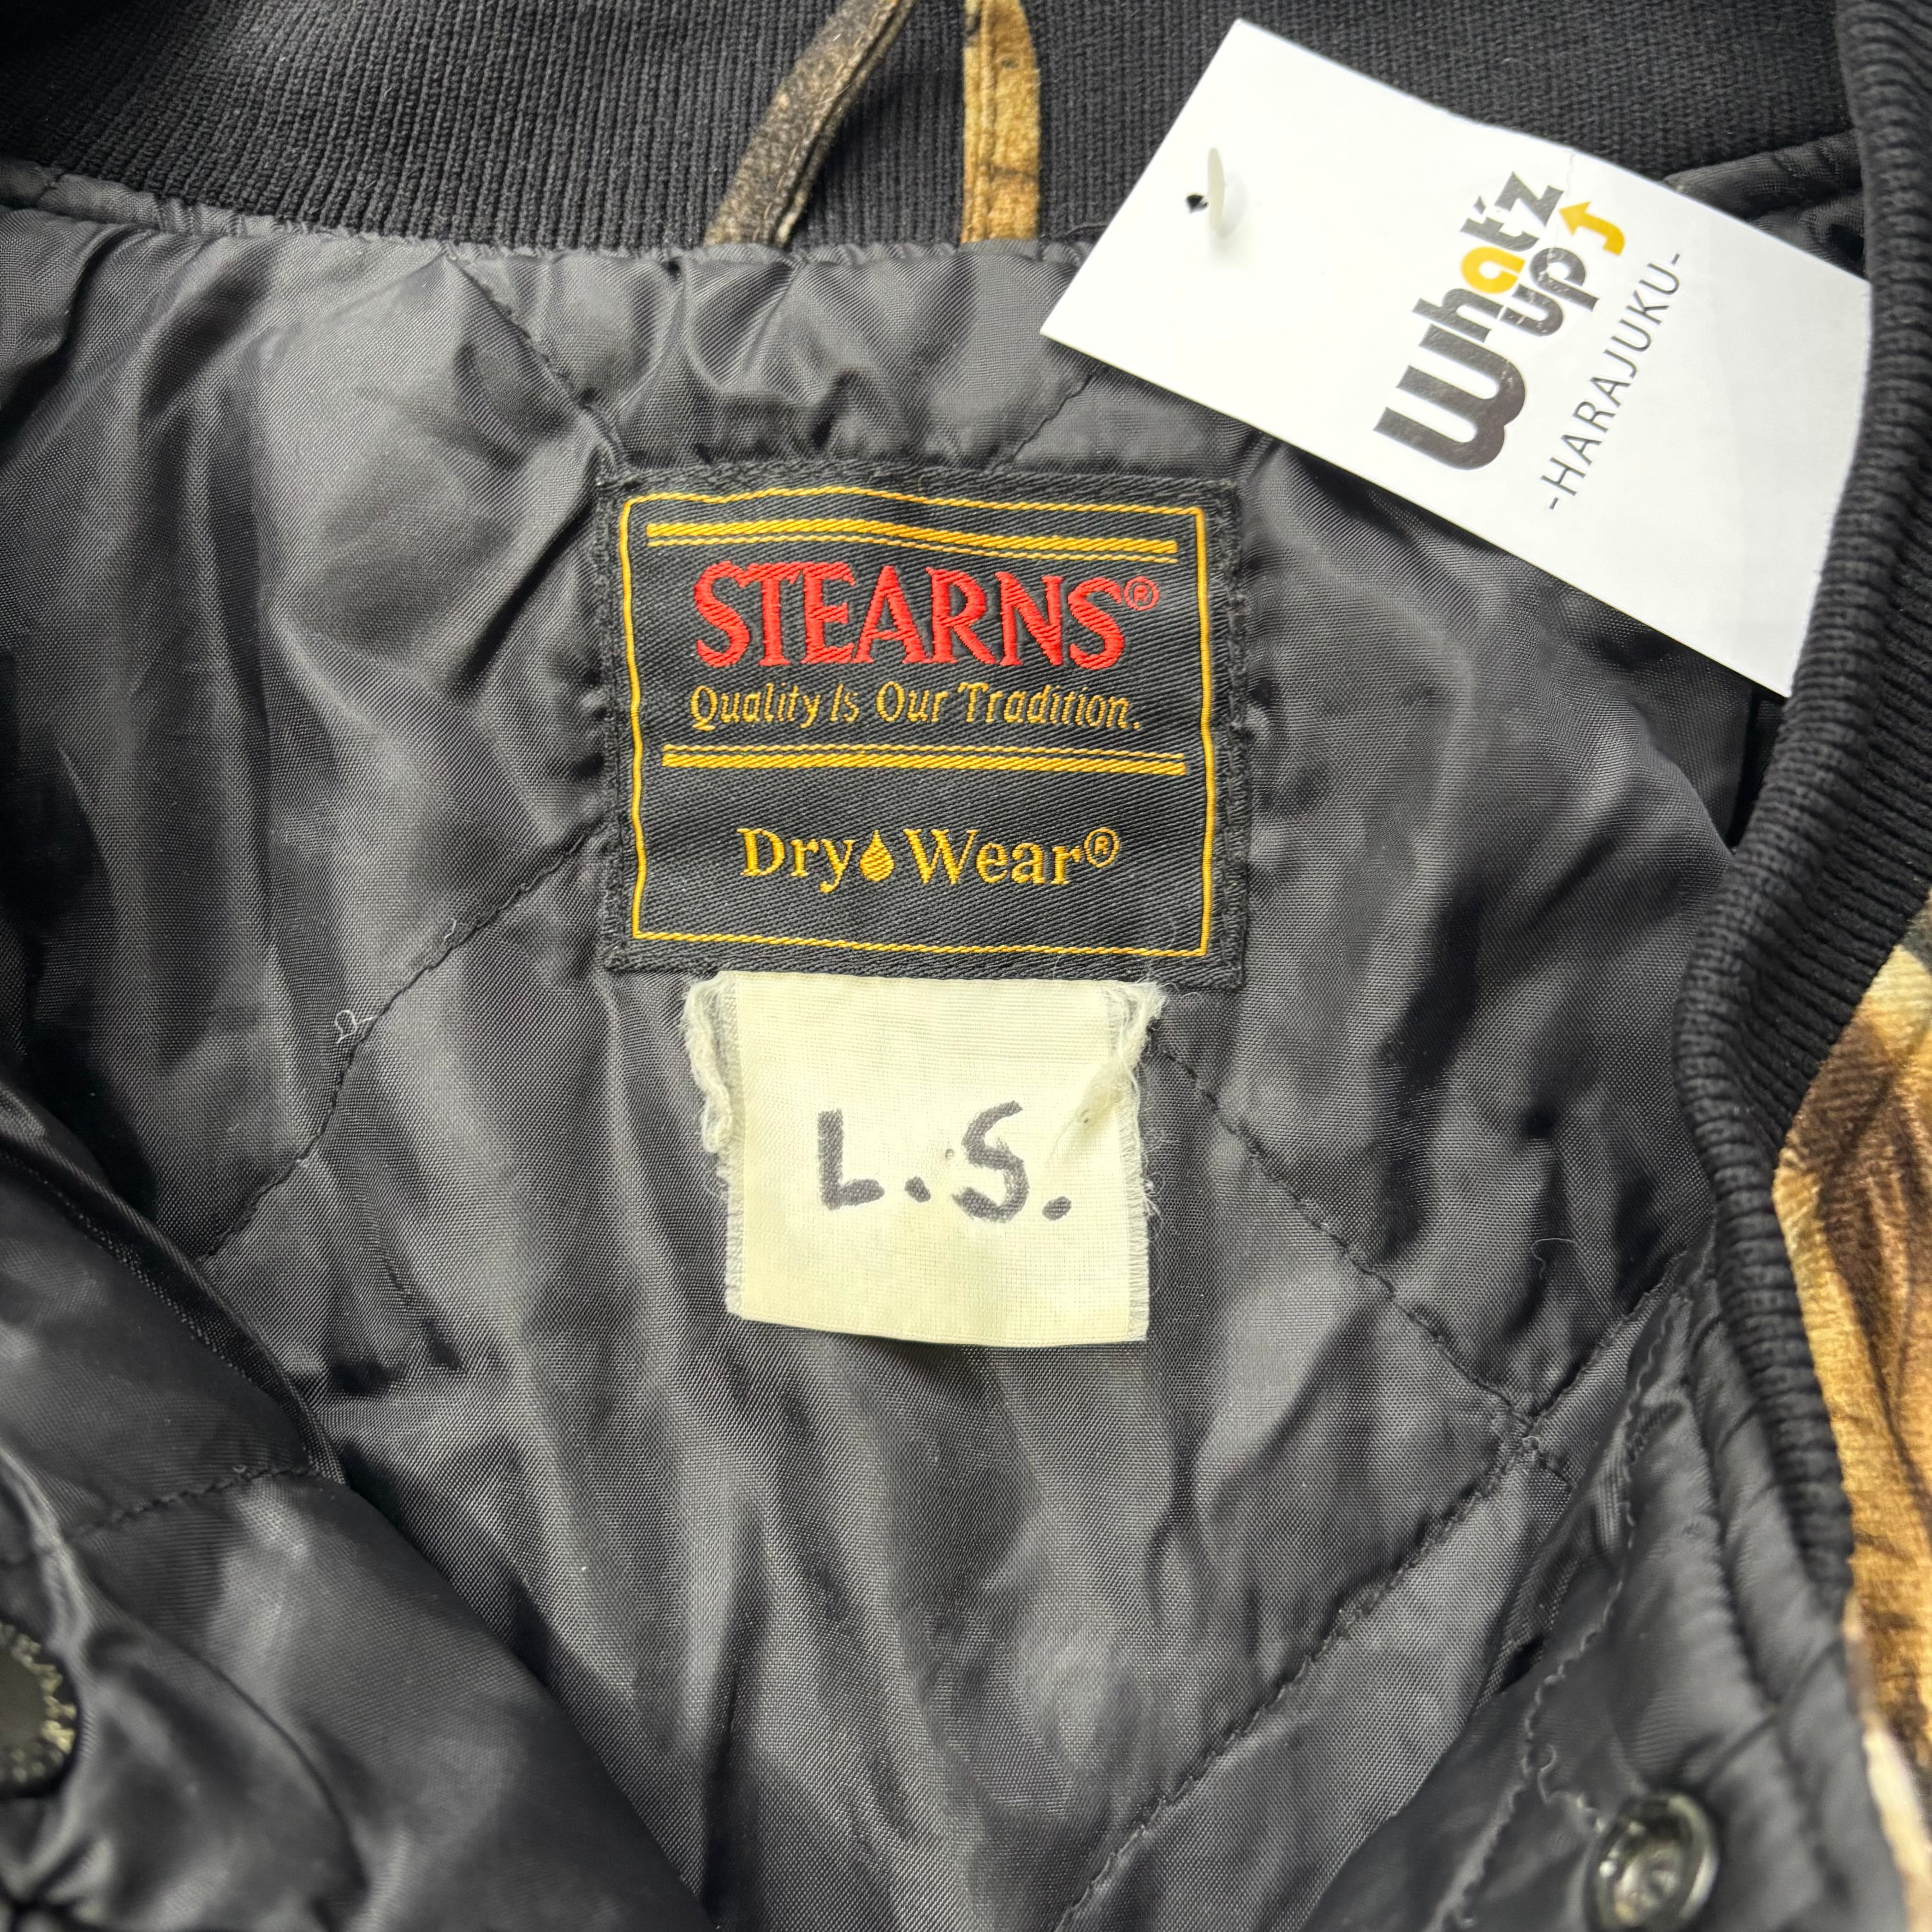 What'z
up
-HARAJUKU-
STEARNS®
Quality Is Our Tradition.
Dry Wear®
L.S.